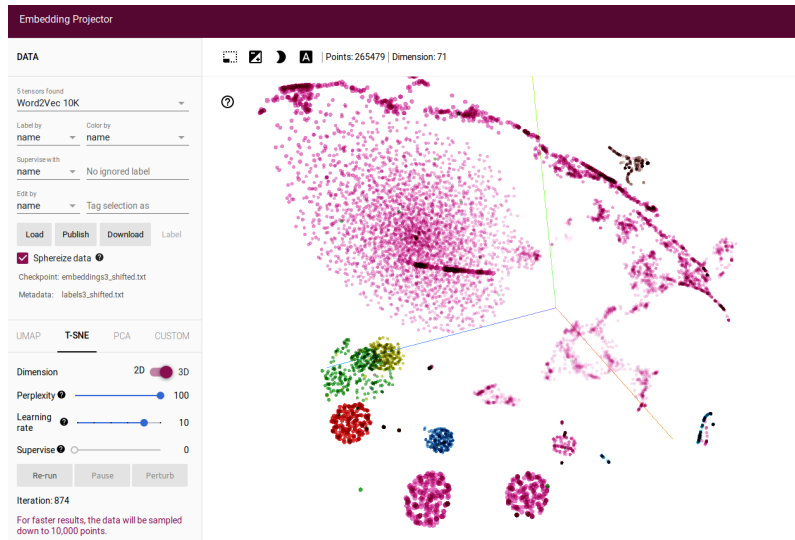 Embedding Projector
DATA
A | Points: 265479 | Dimension: 71
5 tensors found
Word2Vec 10K
Label by Color by
name name
Supervise with
name No ignored label
Edit by
name Tag selection as
Load Publish Download Label
Sphereize data ?
Checkpoint: embeddings3_shifted.txt
Metadata: labels3_shifted.txt
UMAP T-SNE PCA CUSTOM
Dimension 2D 3D
Perplexity ? 100
Learning rate ? 10
Supervise ? 0
Re-run Pause Perturb
Iteration: 874
For faster results, the data will be sampled
down to 10,000 points.
?